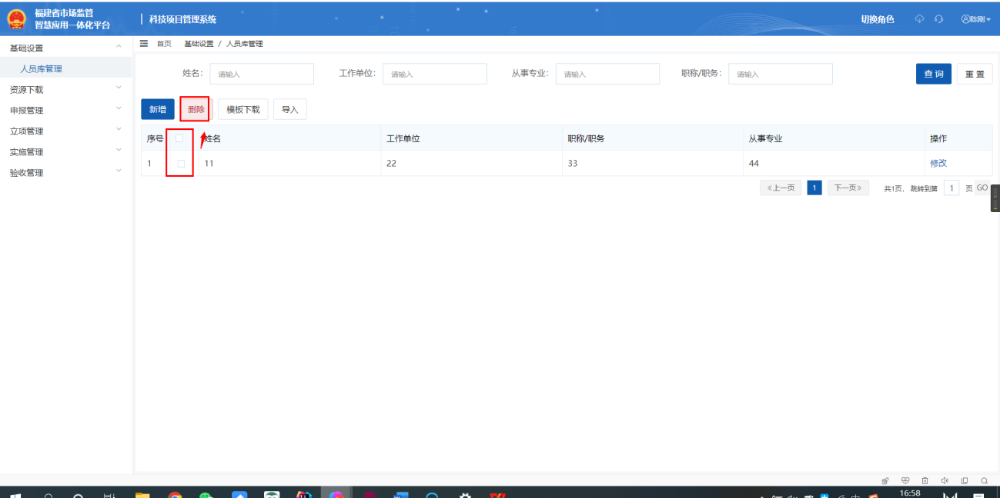 福建省市场监管
智慧应用一体化平台
科技项目管理系统
切换角色
陈刚
基础设置
人员库管理
资源下载
申报管理
立项管理
实施管理
验收管理
首页 基础设置 / 人员库管理
姓名： 请输入 工作单位： 请输入 从事专业： 请输入 职称/职务： 请输入 查询 重置
新增 删除 模板下载 导入
序号 姓名 工作单位 职称/职务 从事专业 操作
1 11 22 33 44 修改
《上一页 1 下一页》 共1页, 跳转到第 1 页 GO
16:58